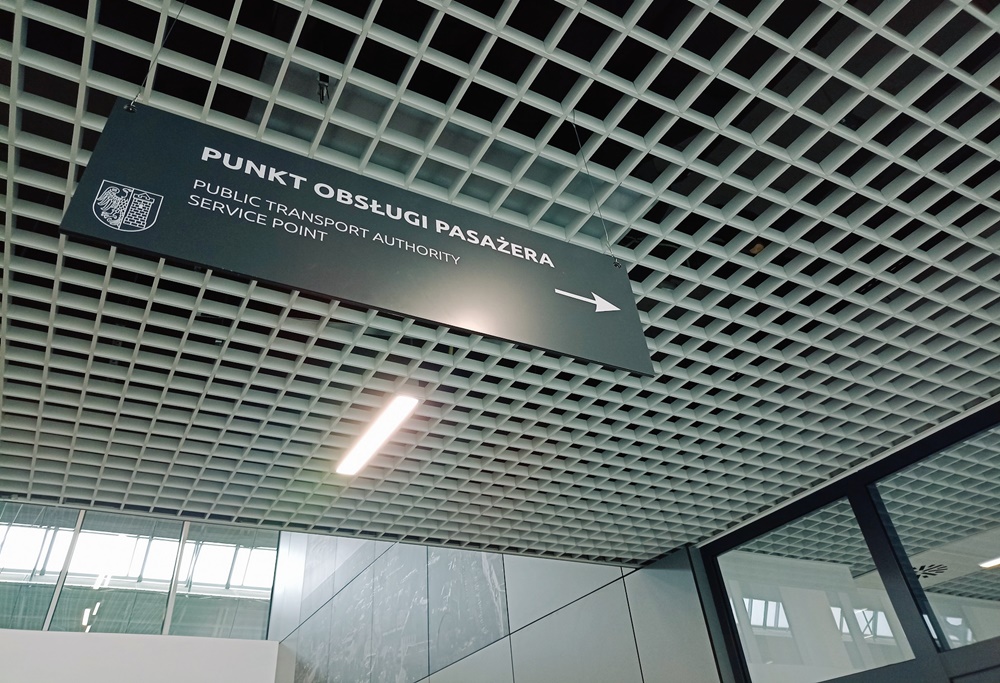 PUNKT OBSŁUGI PASAŻERA
PUBLIC TRANSPORT AUTHORITY
SERVICE POINT